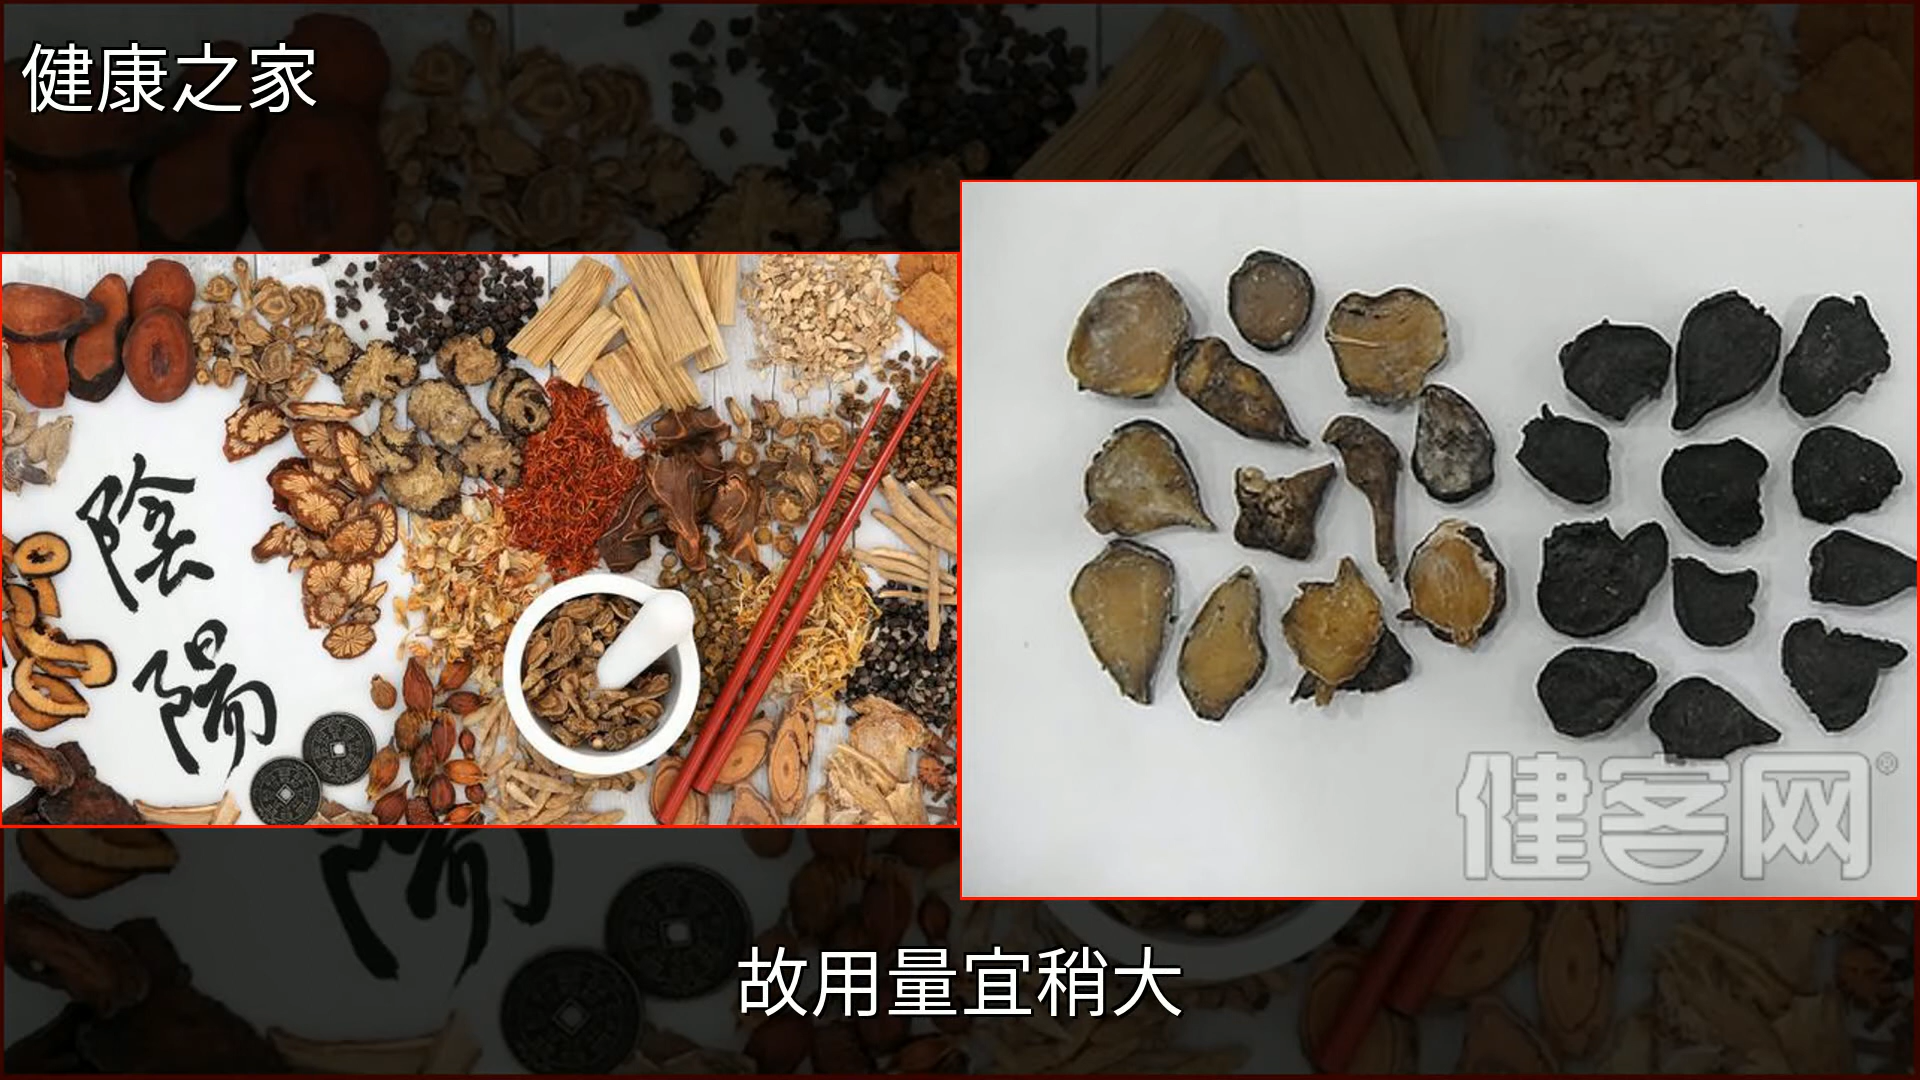 健康之家
陰
陽
健客网®
故用量宜稍大